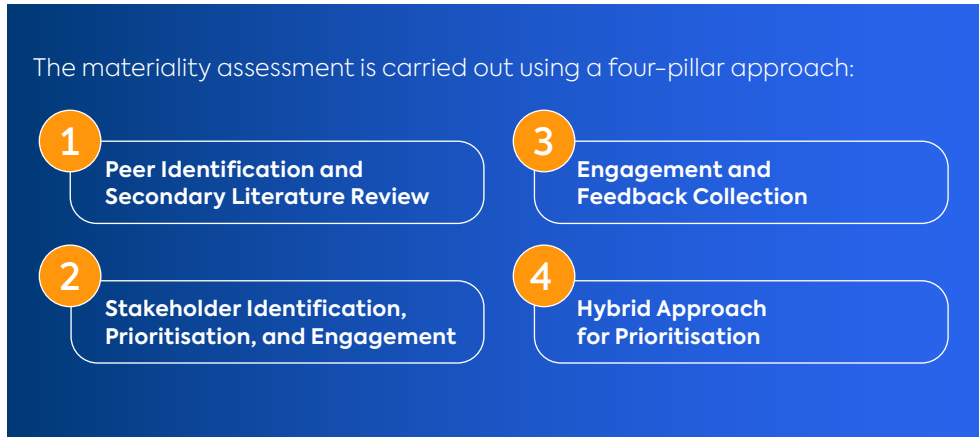 The materiality assessment is carried out using a four-pillar approach:
1
Peer Identification and
Secondary Literature Review
2
Stakeholder Identification,
Prioritisation, and Engagement
3
Engagement and
Feedback Collection
4
Hybrid Approach
for Prioritisation